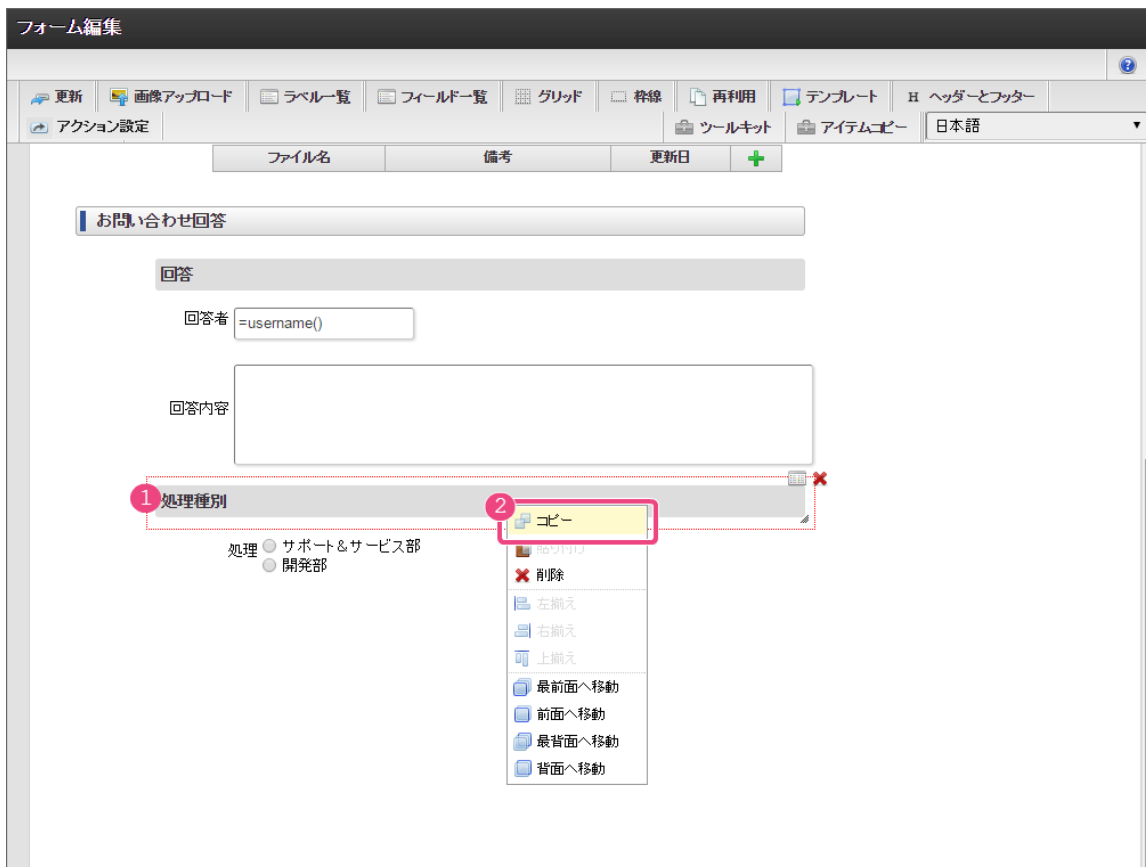 フォーム編集
更新 画像アップロード ラベル一覧 フィールド一覧 グリッド 枠線 再利用 テンプレート H ヘッダーとフッター
アクション設定 ツールキット アイテムコピー 日本語
ファイル名 備考 更新日
お問い合わせ回答
回答
回答者 =username()
回答内容
1 処理種別
2 コピー
貼り付け
処理 サポート&サービス部
開発部
削除
左揃え
右揃え
上揃え
最前面へ移動
前面へ移動
最背面へ移動
背面へ移動